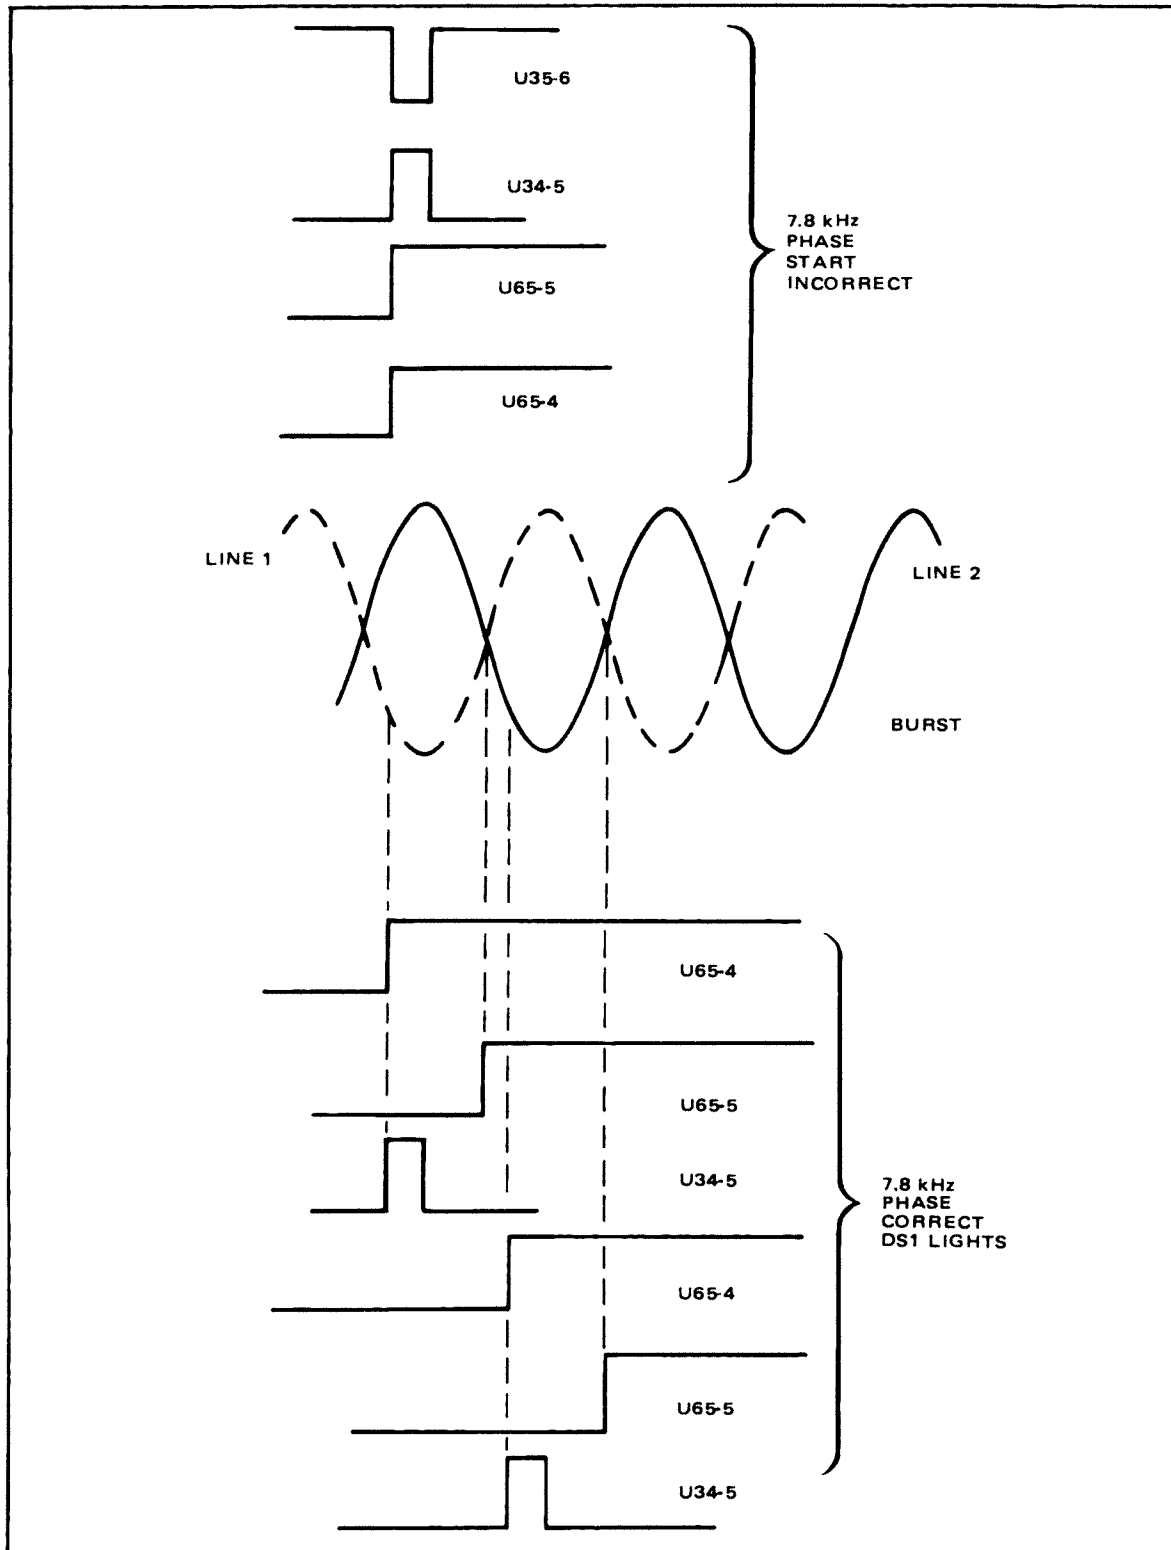 U35-6
U34-5
7.8 kHz
PHASE
START
INCORRECT
U65-5
U65-4
LINE 1
LINE 2
BURST
U65-4
U65-5
U34-5
7.8 kHz
PHASE
CORRECT
DS1 LIGHTS
U65-4
U65-5
U34-5